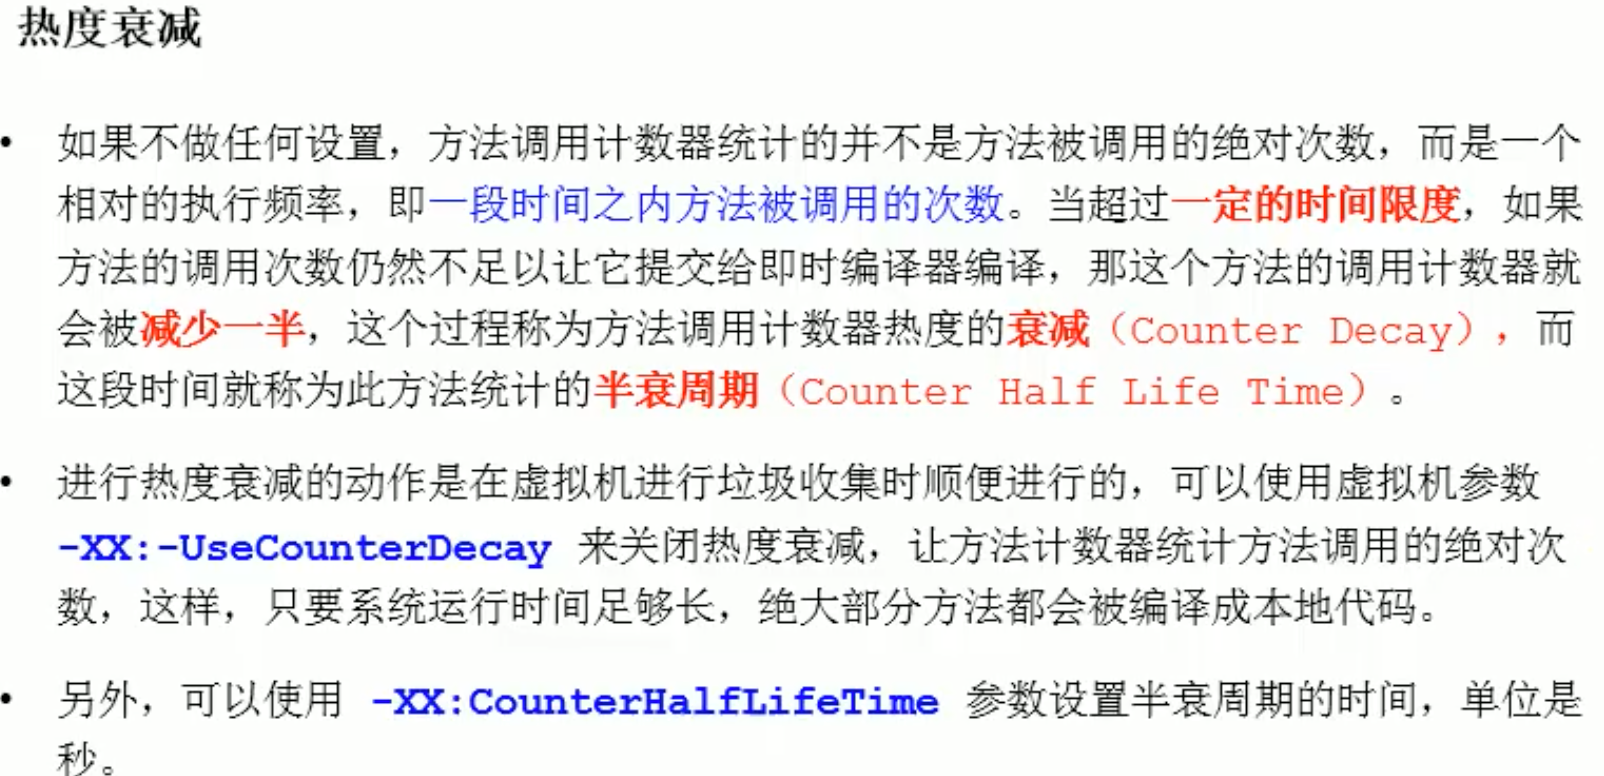 热度衰减
• 如果不做任何设置，方法调用计数器统计的并不是方法被调用的绝对次数，而是一个
相对的执行频率，即一段时间之内方法被调用的次数。当超过一定的时间限度，如果
方法的调用次数仍然不足以让它提交给即时编译器编译，那这个方法的调用计数器就
会被减少一半，这个过程称为方法调用计数器热度的衰减（Counter Decay），而
这段时间就称为此方法统计的半衰周期（Counter Half Life Time）。
• 进行热度衰减的动作是在虚拟机进行垃圾收集时顺便进行的，可以使用虚拟机参数
-XX:-UseCounterDecay 来关闭热度衰减，让方法计数器统计方法调用的绝对次
数，这样，只要系统运行时间足够长，绝大部分方法都会被编译成本地代码。
• 另外，可以使用 -XX:CounterHalfLifeTime 参数设置半衰周期的时间，单位是
秒。